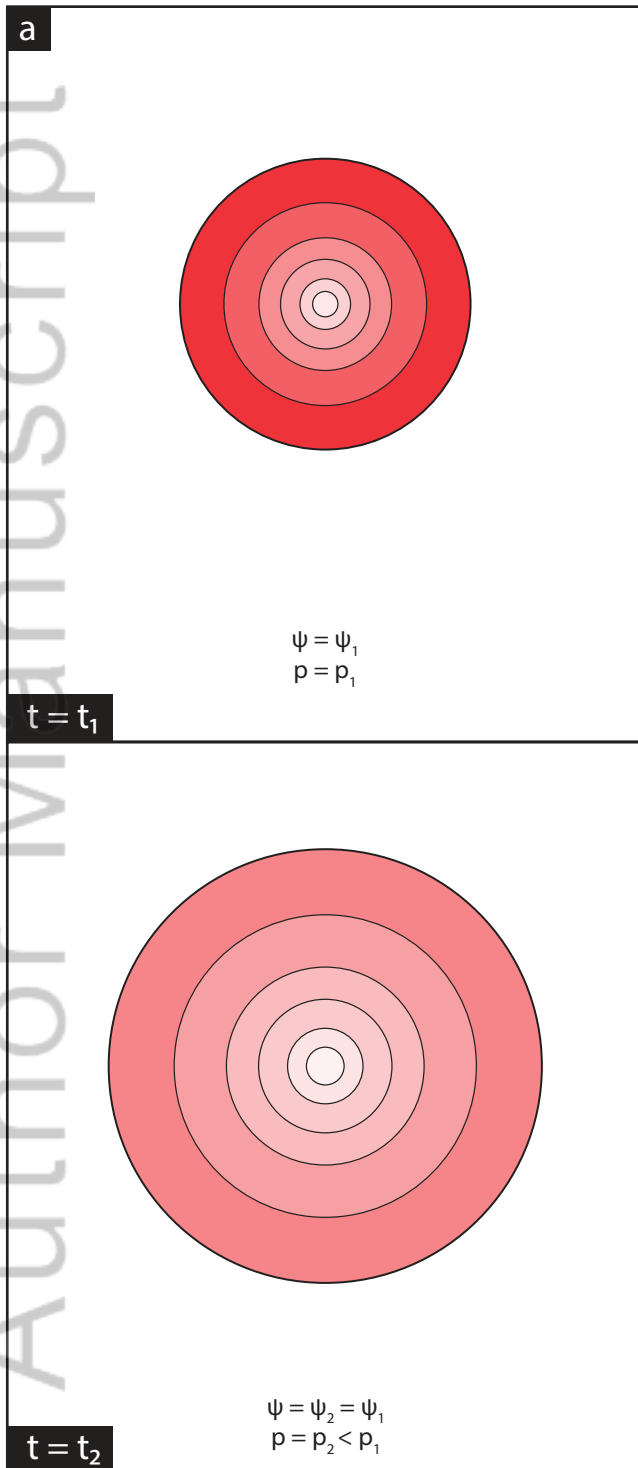 a
Author Manuscript
ψ = ψ₁
p = p₁
t = t₁
ψ = ψ₂ = ψ₁
p = p₂ < p₁
t = t₂